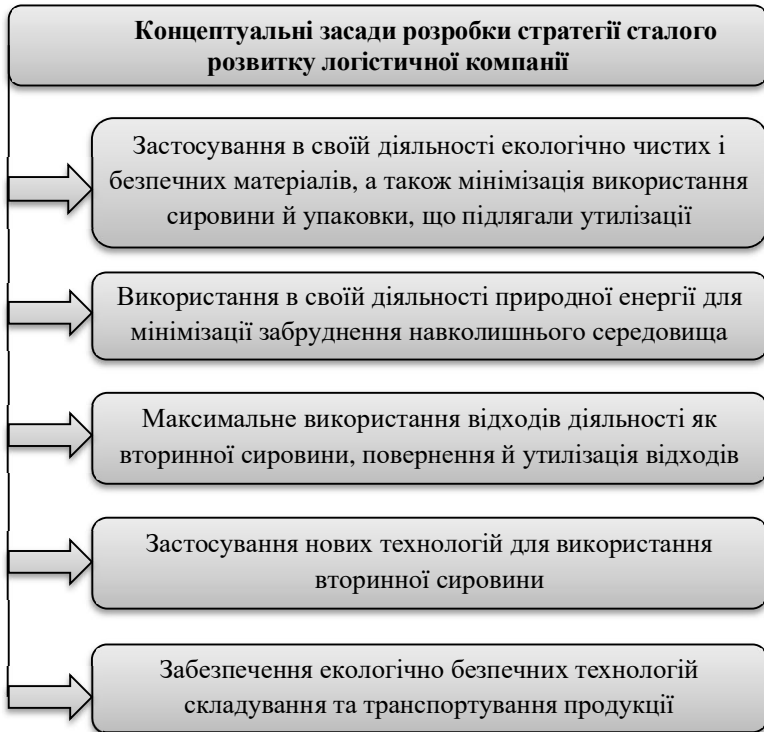 Концептуальні засади розробки стратегії сталого
розвитку логістичної компанії
Застосування в своїй діяльності екологічно чистих і
безпечних матеріалів, а також мінімізація використання
сировини й упаковки, що підлягали утилізації
Використання в своїй діяльності природної енергії для
мінімізації забруднення навколишнього середовища
Максимальне використання відходів діяльності як
вторинної сировини, повернення й утилізація відходів
Застосування нових технологій для використання
вторинної сировини
Забезпечення екологічно безпечних технологій
складування та транспортування продукції